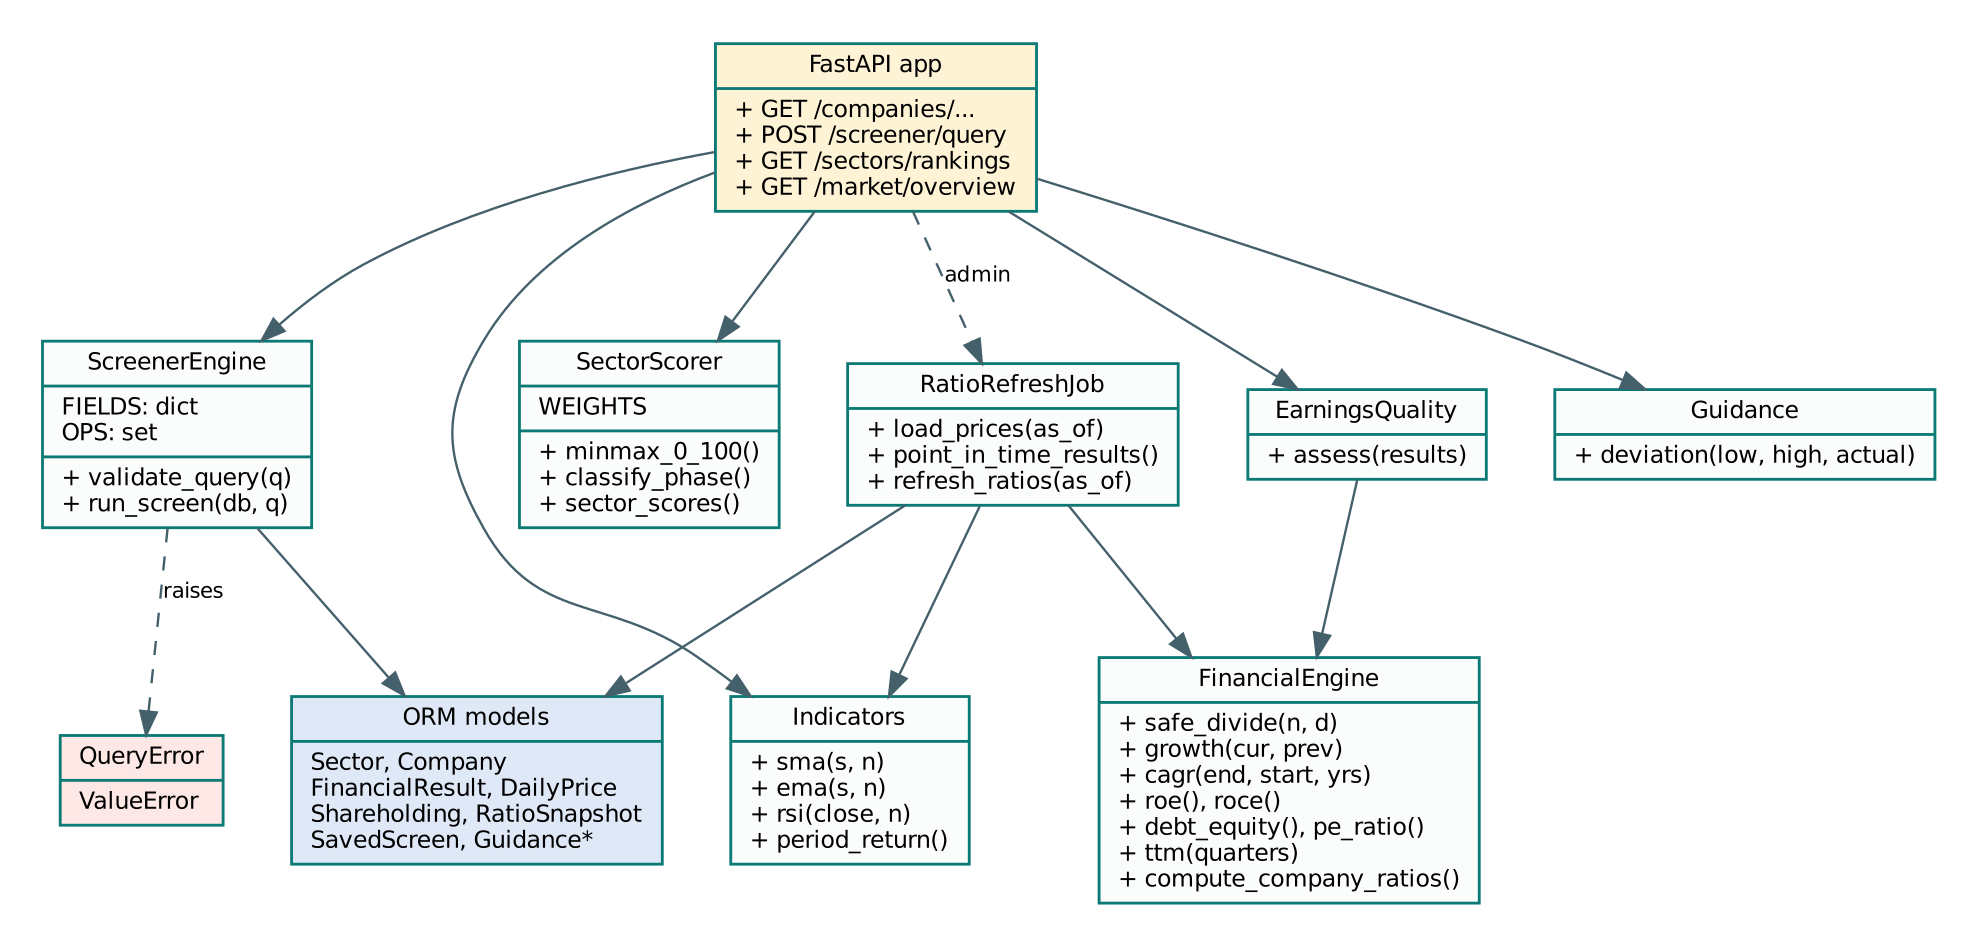 FastAPI app
+ GET /companies/...
+ POST /screener/query
+ GET /sectors/rankings
+ GET /market/overview
admin
ScreenerEngine
FIELDS: dict
OPS: set
+ validate_query(q)
+ run_screen(db, q)
SectorScorer
WEIGHTS
+ minmax_0_100()
+ classify_phase()
+ sector_scores()
RatioRefreshJob
+ load_prices(as_of)
+ point_in_time_results()
+ refresh_ratios(as_of)
EarningsQuality
+ assess(results)
Guidance
+ deviation(low, high, actual)
raises
QueryError
ValueError
ORM models
Sector, Company
FinancialResult, DailyPrice
Shareholding, RatioSnapshot
SavedScreen, Guidance*
Indicators
+ sma(s, n)
+ ema(s, n)
+ rsi(close, n)
+ period_return()
FinancialEngine
+ safe_divide(n, d)
+ growth(cur, prev)
+ cagr(end, start, yrs)
+ roe(), roce()
+ debt_equity(), pe_ratio()
+ ttm(quarters)
+ compute_company_ratios()